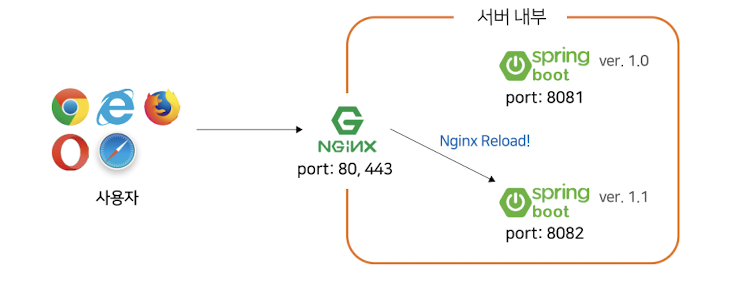 서버 내부
spring boot
ver. 1.0
port: 8081
NGiNX
port: 80, 443
Nginx Reload!
사용자
spring boot
ver. 1.1
port: 8082